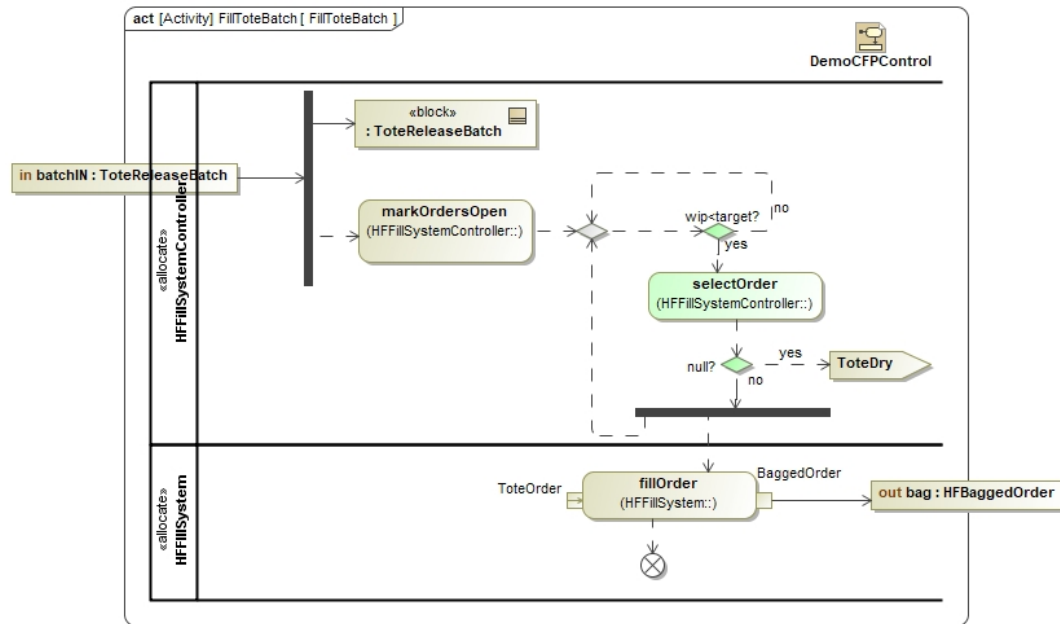 act [Activity] FillToteBatch [ FillToteBatch ]
DemoCFPControl
«allocate»
HFFillSystemController
in batchIN : ToteReleaseBatch
«block»
: ToteReleaseBatch
markOrdersOpen
(HFFillSystemController::)
wip<target?
no
yes
selectOrder
(HFFillSystemController::)
null?
yes
no
ToteDry
«allocate»
HFFillSystem
ToteOrder
fillOrder
(HFFillSystem::)
BaggedOrder
out bag : HFBaggedOrder